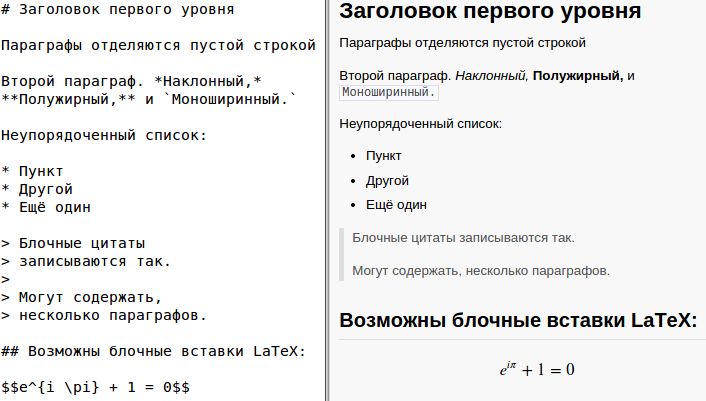 # Заголовок первого уровня
Параграфы отделяются пустой строкой
Второй параграф. *Наклонный,*
**Полужирный,** и `Моноширинный.`
Неупорядоченный список:
* Пункт
* Другой
* Ещё один
> Блочные цитаты
> записываются так.
>
> Могут содержать,
> несколько параграфов.
## Возможны блочные вставки LaTeX:
$$e^{i \pi} + 1 = 0$$
Заголовок первого уровня
Параграфы отделяются пустой строкой
Второй параграф. Наклонный, Полужирный, и
Моноширинный.
Неупорядоченный список:
• Пункт
• Другой
• Ещё один
Блочные цитаты записываются так.
Могут содержать, несколько параграфов.
Возможны блочные вставки LaTeX:
e^{iπ} + 1 = 0